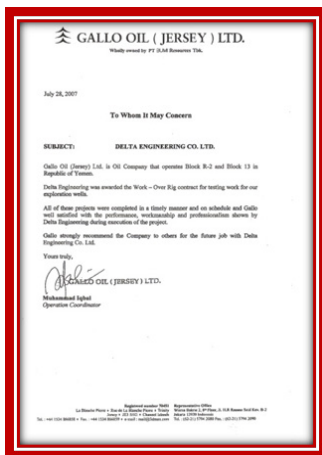 GALLO OIL ( JERSEY ) LTD.
Wholly owned by PT Resources Tbk.
July 28, 2007
To Whom It May Concern
SUBJECT: DELTA ENGINEERING CO. LTD.
Gallo Oil (Jersey) Ltd. is Oil Company that operates Block R-2 and Block 13 in
Republic of Yemen.
Delta Engineering was awarded the Work – Over Rig contract for testing work for our
exploration wells.
All of these projects were completed in a timely manner and on schedule and Gallo
well satisfied with the performance, workmanship and professionalism shown by
Delta Engineering during execution of the project.
Gallo strongly recommend the Company to others for the future job with Delta
Engineering Co. Ltd.
Yours truly,
GALLO OIL ( JERSEY ) LTD.
Muhammad Iqbal
Operation Coordinator
Registered number 78451 Representative Office